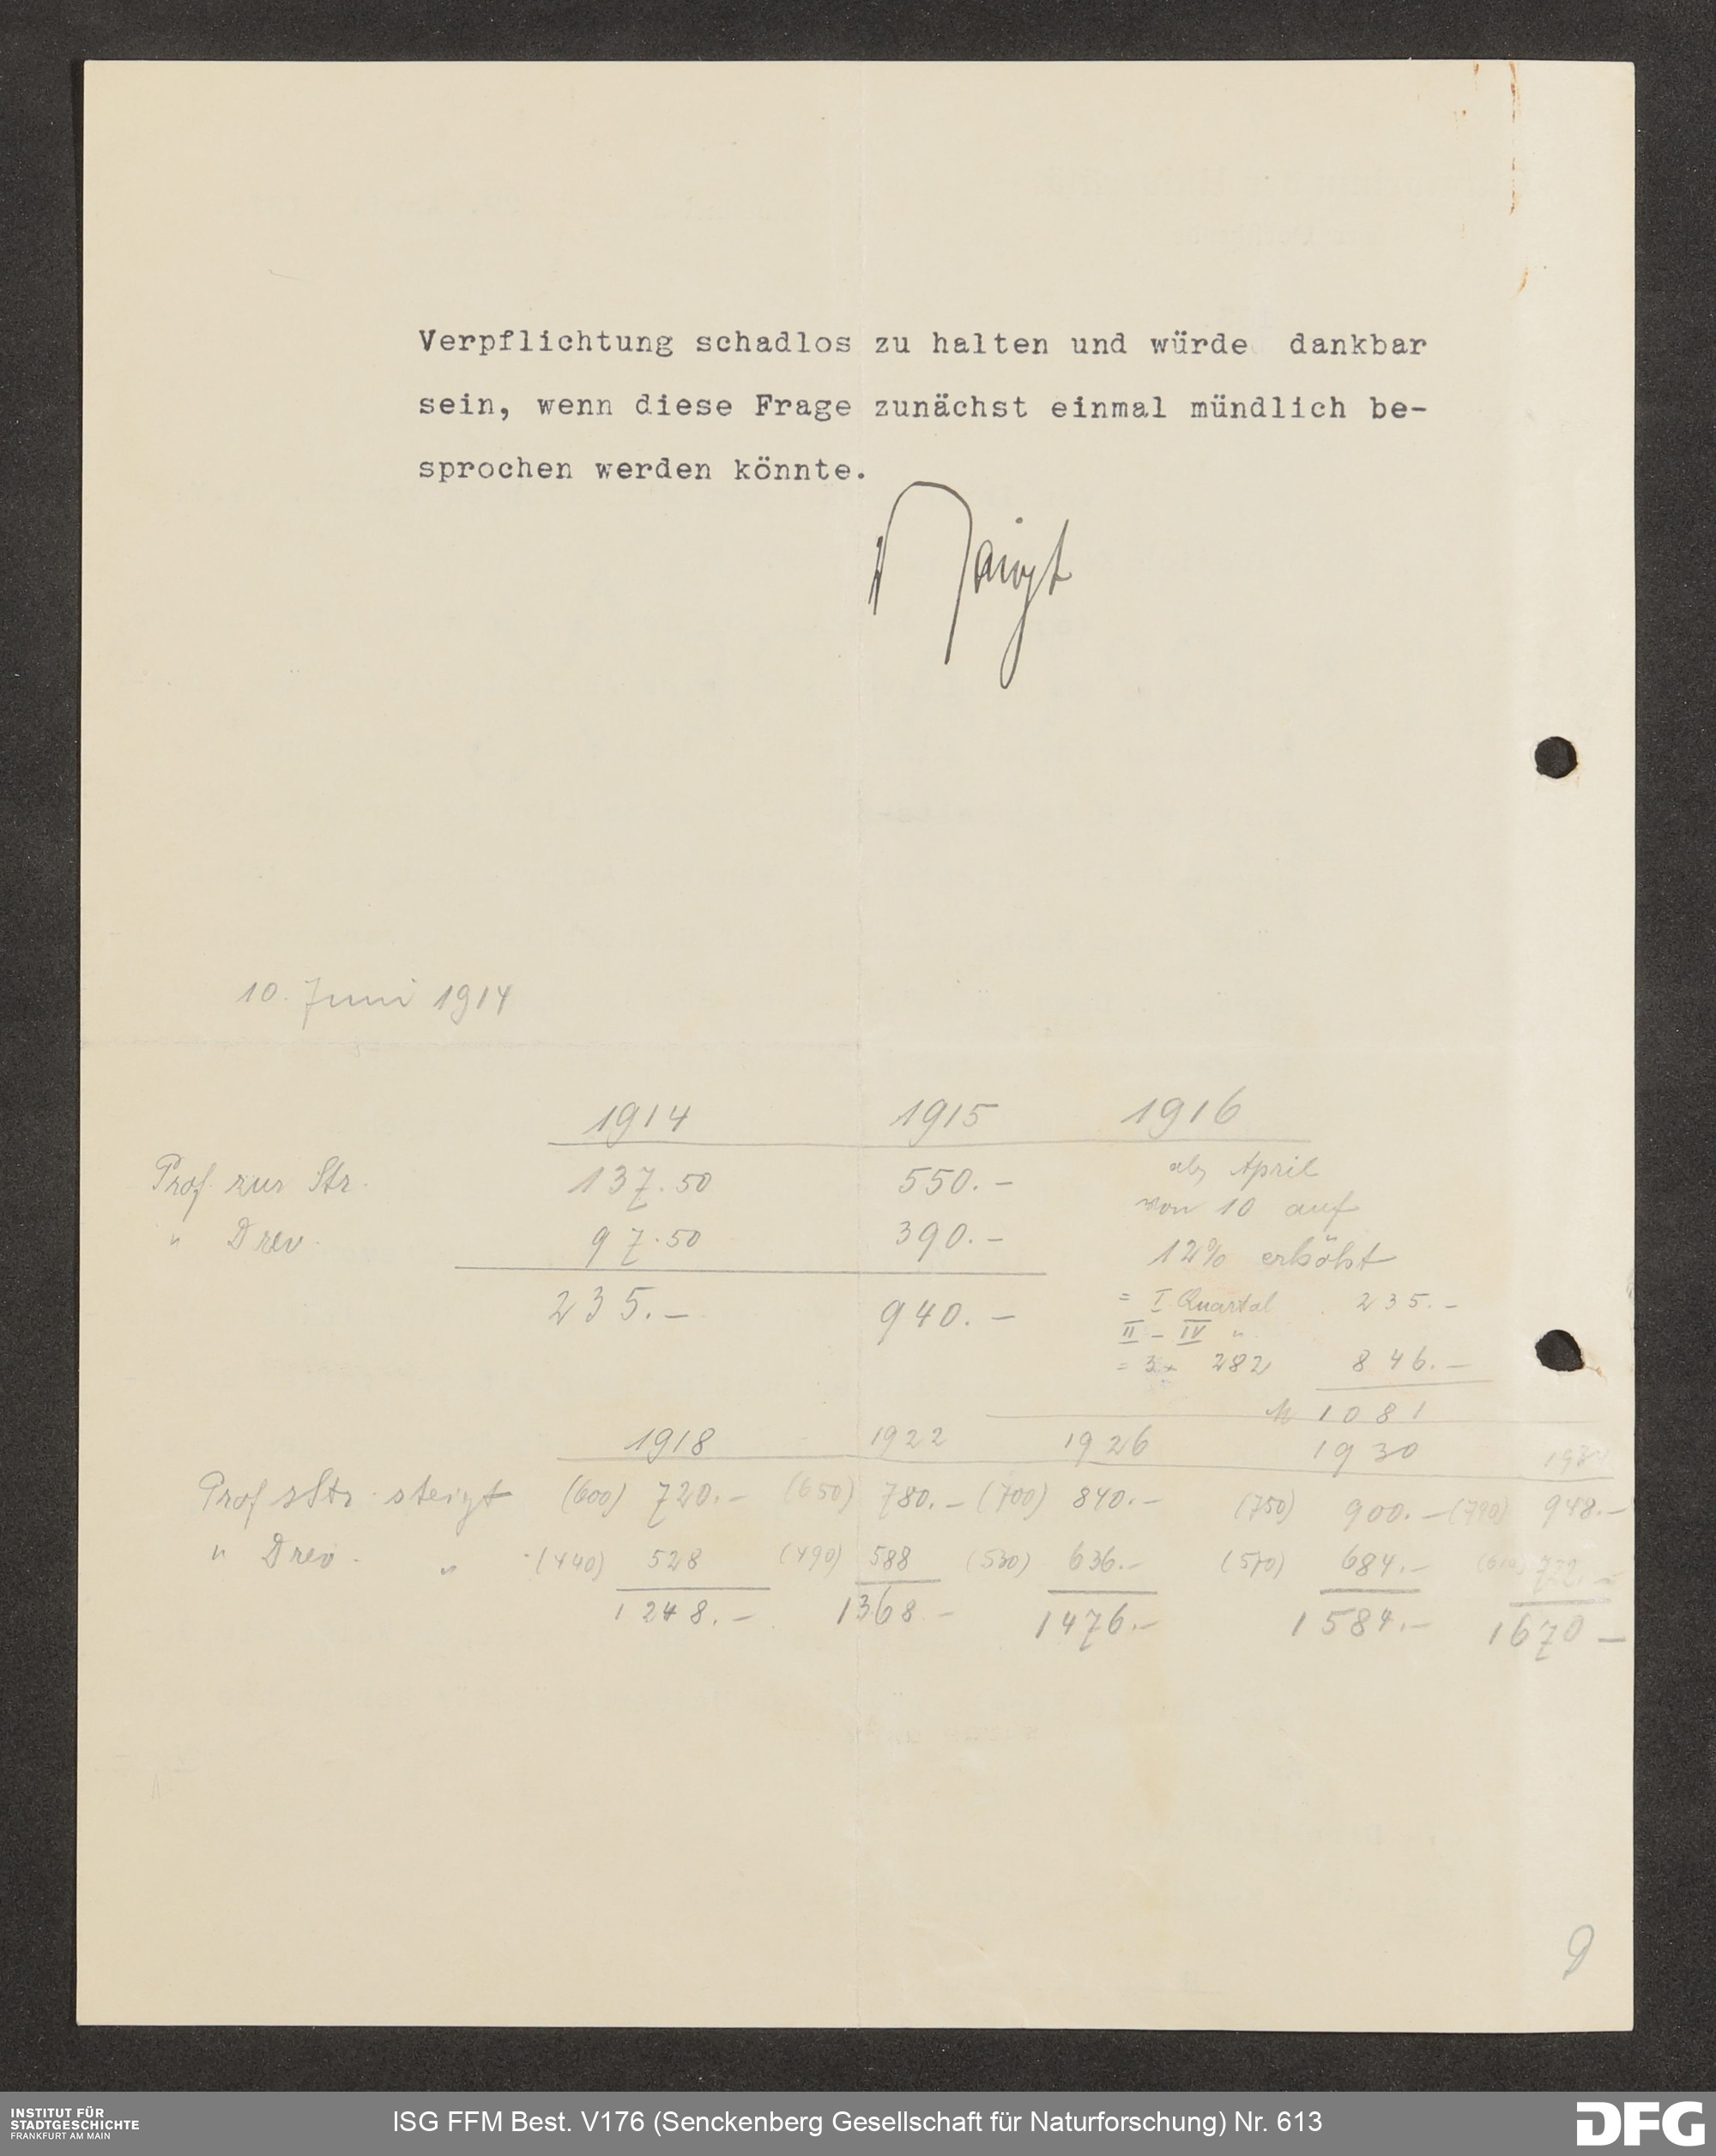 Verpflichtung schadlos zu halten und würde dankbar
sein, wenn diese Frage zunächst einmal mündlich be-
sprochen werden könnte.
10. Juni 1914
1914 1915 1916
Prof. zur Str. 137.50 550.- ab April
von 10 auf
" Drev. 97.50 390.- 12% erhöht
235.- 940.- = I Quartal 235.-
II - IV "
= 3 x 282 846.-
M 1081
1918 1922 1926 1930
Prof z Str. steigt (600) 720.- (650) 780.- (700) 840.- (750) 900.- (790) 948.-
" Drev. " (440) 528 (490) 588 (530) 636.- (570) 684.- 722.-
1248.- 1368.- 1476.- 1584.- 1670 -
INSTITUT FÜR
STADTGESCHICHTE
FRANKFURT AM MAIN
ISG FFM Best. V176 (Senckenberg Gesellschaft für Naturforschung) Nr. 613
DFG